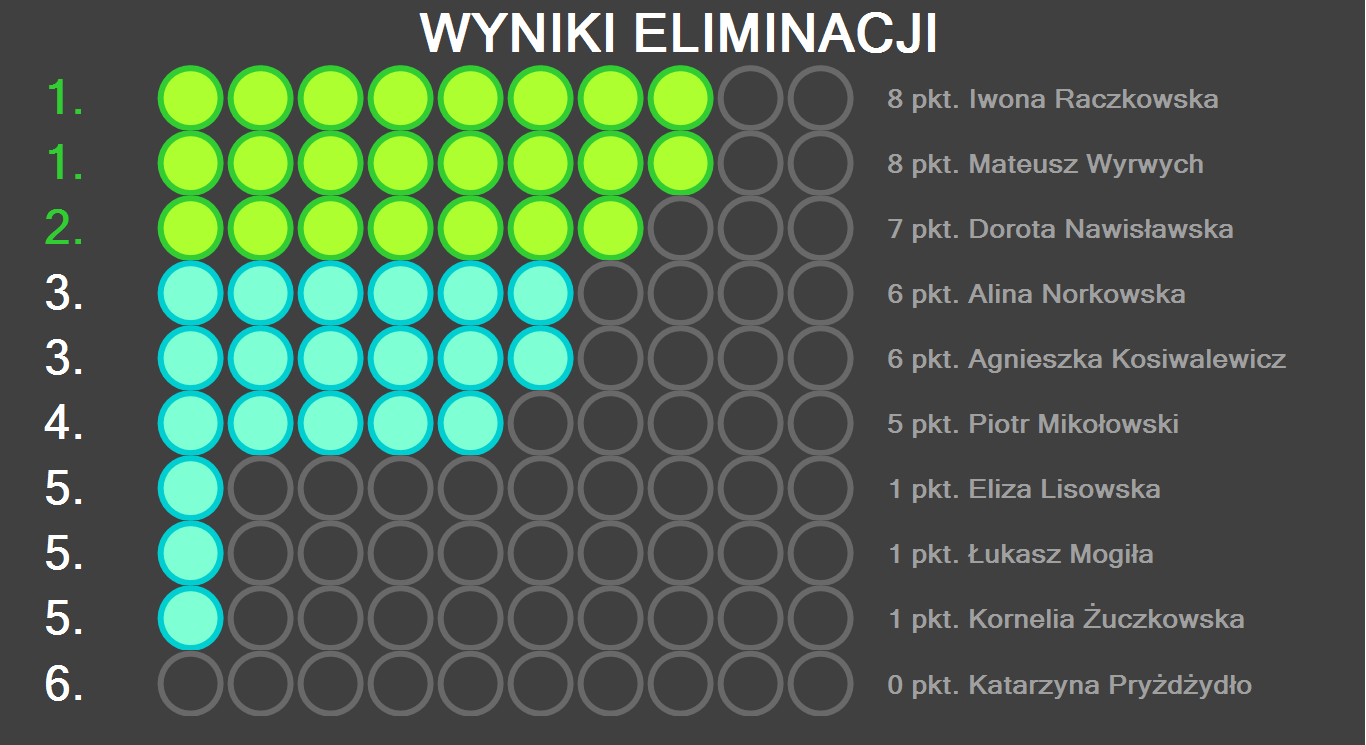 WYNIKI ELIMINACJI
1. 8 pkt. Iwona Raczkowska
1. 8 pkt. Mateusz Wyrwych
2. 7 pkt. Dorota Nawisławska
3. 6 pkt. Alina Norkowska
3. 6 pkt. Agnieszka Kosiwalewicz
4. 5 pkt. Piotr Mikołowski
5. 1 pkt. Eliza Lisowska
5. 1 pkt. Łukasz Mogiła
5. 1 pkt. Kornelia Żuczkowska
6. 0 pkt. Katarzyna Pryżdżydło